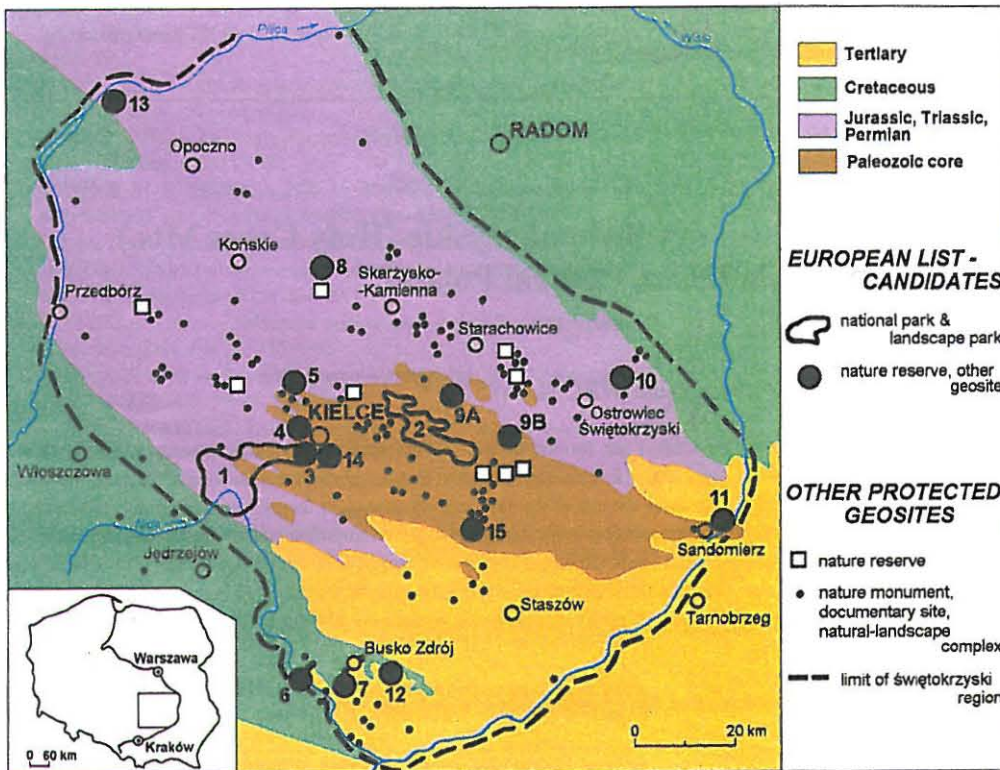 Pilica
Wisła
13
RADOM
Opoczno
Końskie
8
Skarżysko-
-Kamienna
Przedbórz
Starachowice
5
10
KIELCE
9A
2
Ostrowiec
Świętokrzyski
4
9B
Włoszczowa
1
3
14
11
Nida
15
Sandomierz
Jędrzejów
Staszów
Tarnobrzeg
Busko Zdrój
6
7
12
Warszawa
Kraków
0 60 km
0 20 km
Tertiary
Cretaceous
Jurassic, Triassic,
Permian
Paleozoic core
EUROPEAN LIST -
CANDIDATES
national park &
landscape park
nature reserve, other
geosite
OTHER PROTECTED
GEOSITES
nature reserve
nature monument,
documentary site,
natural-landscape
complex
limit of świętokrzyski
region